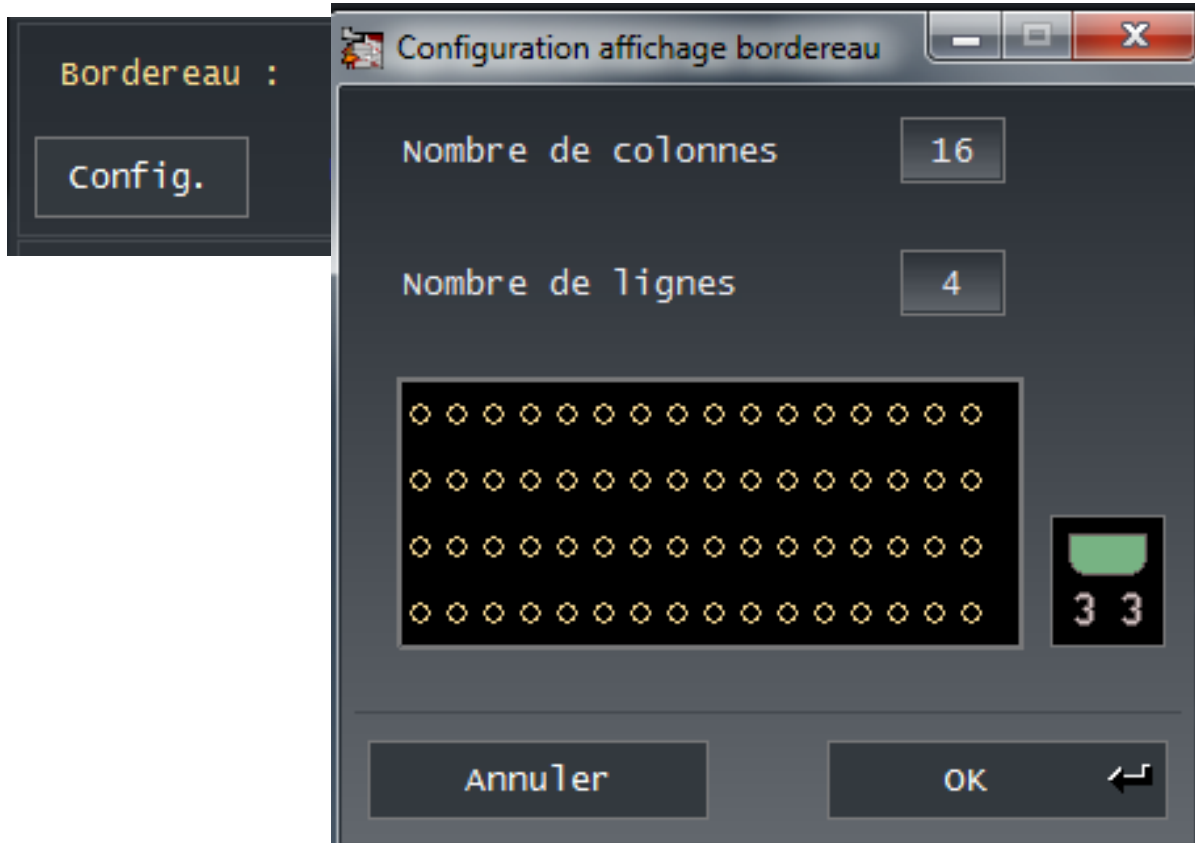 Bordereau :
Config.
Configuration affichage bordereau
Nombre de colonnes 16
Nombre de lignes 4
3 3
Annuler OK